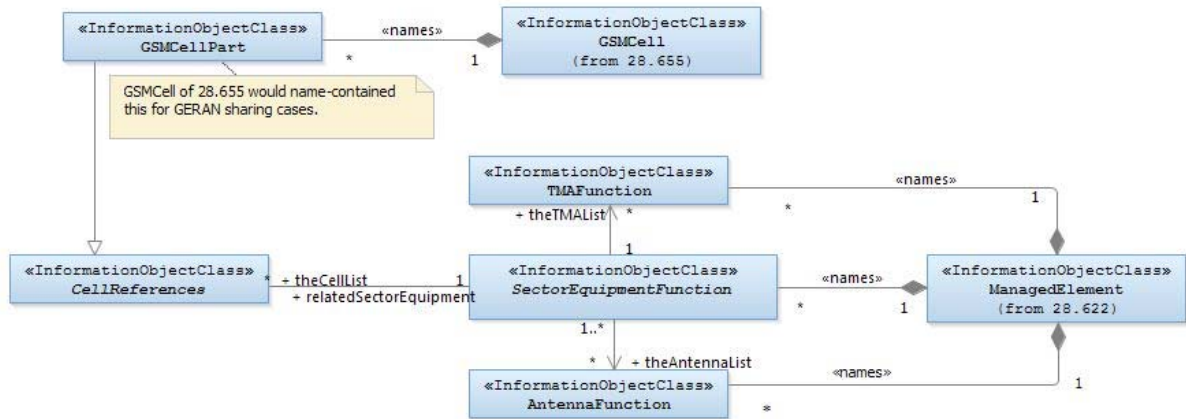 «InformationObjectClass»
GSMCellPart
«names»
*
1
«InformationObjectClass»
GSMCell
(from 28.655)
GSMCell of 28.655 would name-contained
this for GERAN sharing cases.
«InformationObjectClass»
TMAFunction
«names»
*
1
+ theTMAList
*
1
«InformationObjectClass»
CellReferences
*
+ theCellList
1
+ relatedSectorEquipment
«InformationObjectClass»
SectorEquipmentFunction
«names»
*
1
«InformationObjectClass»
ManagedElement
(from 28.622)
1..*
*
+ theAntennaList
«InformationObjectClass»
AntennaFunction
«names»
*
1